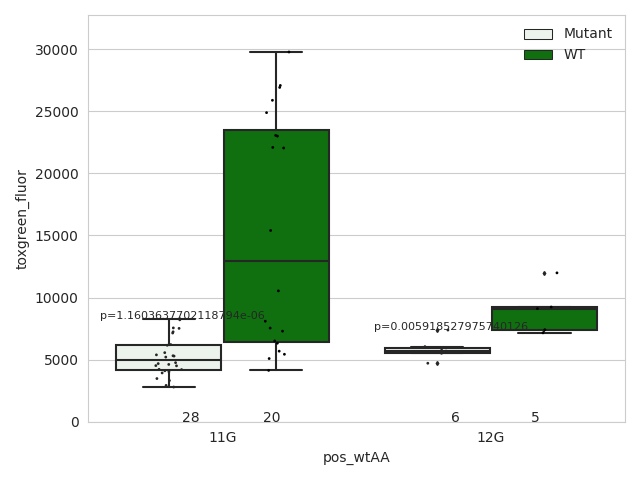 Mutant
WT
toxgreen_fluor
30000
25000
20000
15000
10000
5000
0
p=1.1603637702118794e-06
p=0.005918527975740126
28
20
6
5
11G
12G
pos_wtAA